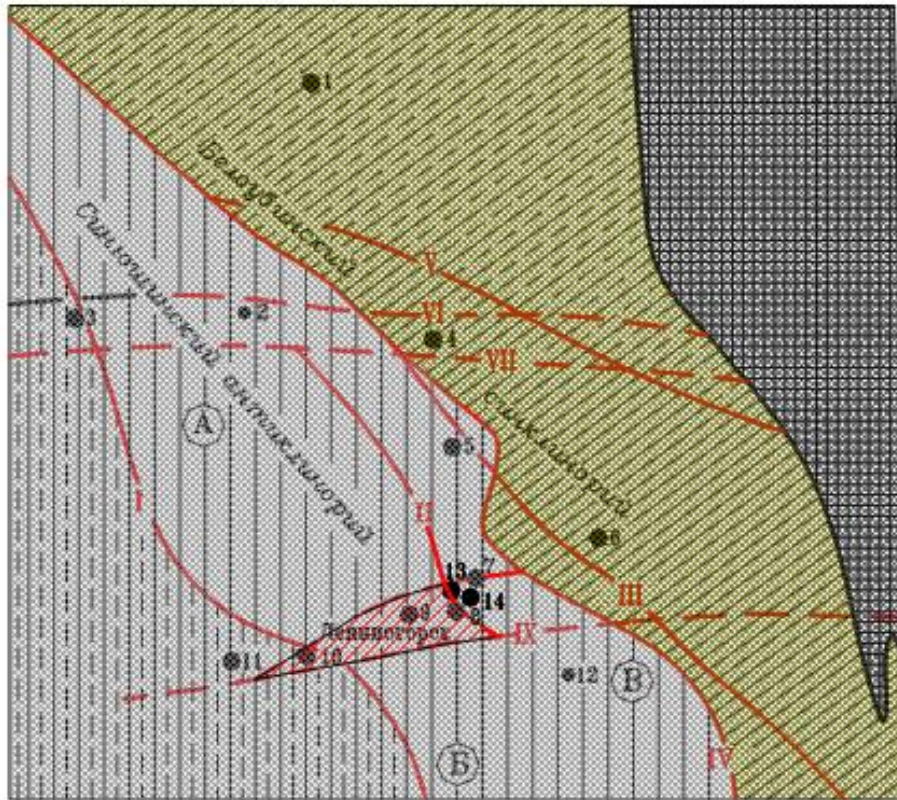 1
Белоубинский
Синюшинский антиклинорий
V
2
VI
3
4
VII
А
синклинорий
5
I
II
6
13
7
14
III
9
8
Лениногорск
IX
10
11
12
В
Б
IV